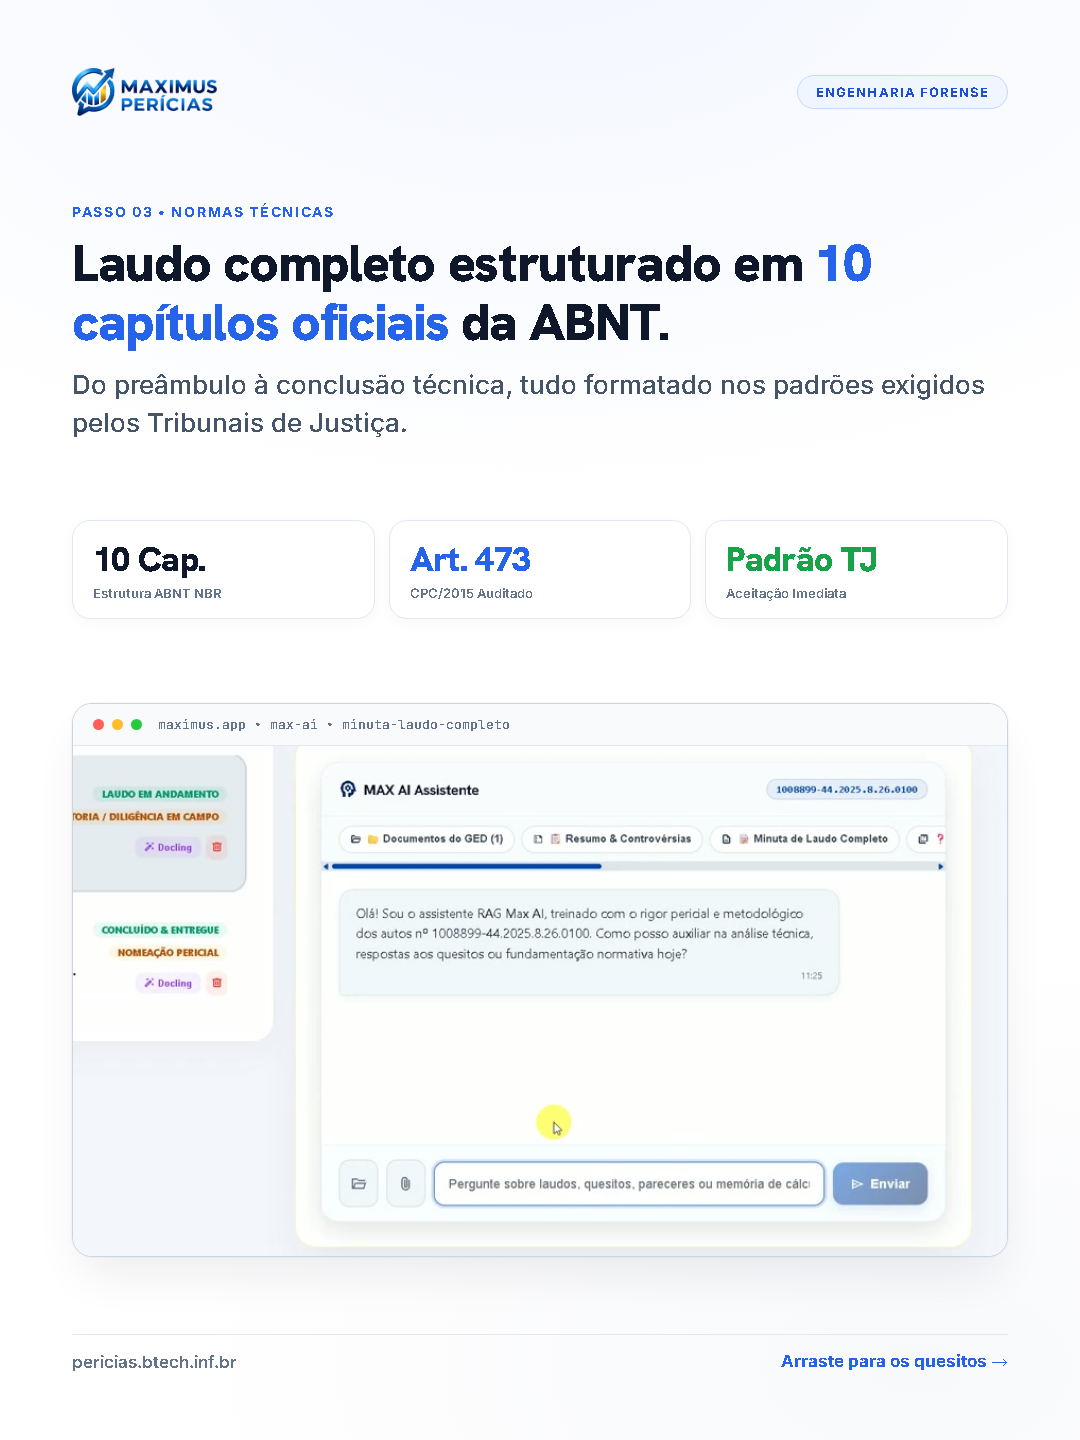 MAXIMUS
PERÍCIAS
ENGENHARIA FORENSE
PASSO 03 • NORMAS TÉCNICAS
Laudo completo estruturado em 10
capítulos oficiais da ABNT.
Do preâmbulo à conclusão técnica, tudo formatado nos padrões exigidos
pelos Tribunais de Justiça.
10 Cap.
Estrutura ABNT NBR
Art. 473
CPC/2015 Auditado
Padrão TJ
Aceitação Imediata
maximus.app • max-ai • minuta-laudo-completo
LAUDO EM ANDAMENTO
TORIA / DILIGÊNCIA EM CAMPO
Docling
CONCLUÍDO & ENTREGUE
NOMEAÇÃO PERICIAL
Docling
MAX AI Assistente
1008899-44.2025.8.26.0100
Documentos do GED (1)
Resumo & Controvérsias
Minuta de Laudo Completo
Olá! Sou o assistente RAG Max AI, treinado com o rigor pericial e metodológico
dos autos nº 1008899-44.2025.8.26.0100. Como posso auxiliar na análise técnica,
respostas aos quesitos ou fundamentação normativa hoje?
11:25
Pergunte sobre laudos, quesitos, pareceres ou memória de cálc
Enviar
pericias.btech.inf.br
Arraste para os quesitos →